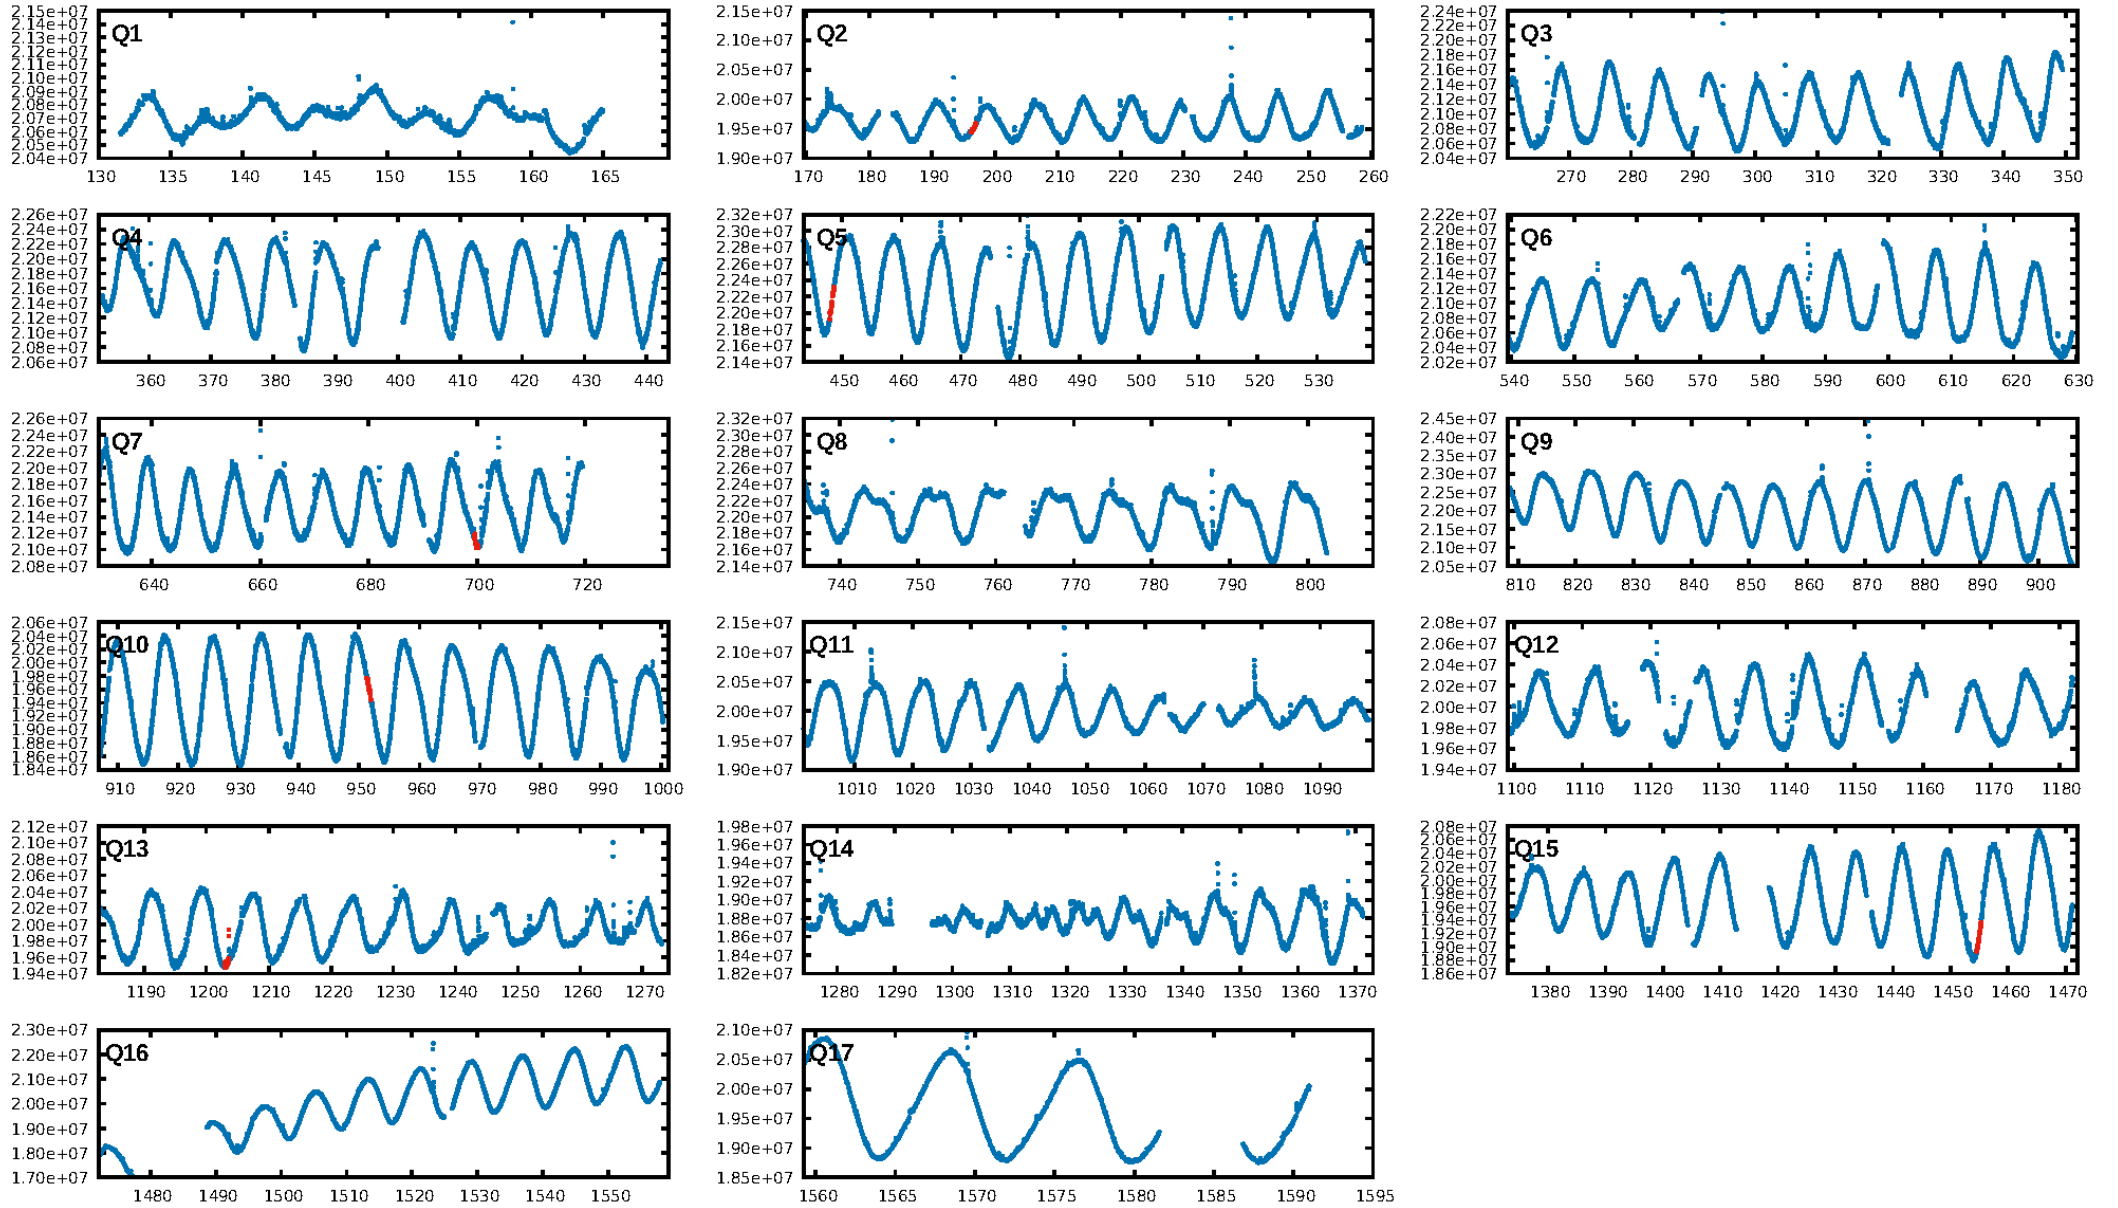 Q1
2.15e+07
2.14e+07
2.13e+07
2.12e+07
2.11e+07
2.10e+07
2.09e+07
2.08e+07
2.07e+07
2.06e+07
2.05e+07
2.04e+07
130 135 140 145 150 155 160 165
Q2
2.15e+07
2.10e+07
2.05e+07
2.00e+07
1.95e+07
1.90e+07
170 180 190 200 210 220 230 240 250 260
Q3
2.24e+07
2.22e+07
2.20e+07
2.18e+07
2.16e+07
2.14e+07
2.12e+07
2.10e+07
2.08e+07
2.06e+07
2.04e+07
270 280 290 300 310 320 330 340 350
Q4
2.26e+07
2.24e+07
2.22e+07
2.20e+07
2.18e+07
2.16e+07
2.14e+07
2.12e+07
2.10e+07
2.08e+07
2.06e+07
360 370 380 390 400 410 420 430 440
Q5
2.32e+07
2.30e+07
2.28e+07
2.26e+07
2.24e+07
2.22e+07
2.20e+07
2.18e+07
2.16e+07
2.14e+07
450 460 470 480 490 500 510 520 530
Q6
2.22e+07
2.20e+07
2.18e+07
2.16e+07
2.14e+07
2.12e+07
2.10e+07
2.08e+07
2.06e+07
2.04e+07
2.02e+07
540 550 560 570 580 590 600 610 620 630
Q7
2.26e+07
2.24e+07
2.22e+07
2.20e+07
2.18e+07
2.16e+07
2.14e+07
2.12e+07
2.10e+07
2.08e+07
640 660 680 700 720
Q8
2.32e+07
2.30e+07
2.28e+07
2.26e+07
2.24e+07
2.22e+07
2.20e+07
2.18e+07
2.16e+07
2.14e+07
740 750 760 770 780 790 800
Q9
2.45e+07
2.40e+07
2.35e+07
2.30e+07
2.25e+07
2.20e+07
2.15e+07
2.10e+07
2.05e+07
810 820 830 840 850 860 870 880 890 900
Q10
2.06e+07
2.04e+07
2.02e+07
2.00e+07
1.98e+07
1.96e+07
1.94e+07
1.92e+07
1.90e+07
1.88e+07
1.86e+07
1.84e+07
910 920 930 940 950 960 970 980 990 1000
Q11
2.15e+07
2.10e+07
2.05e+07
2.00e+07
1.95e+07
1.90e+07
1010 1020 1030 1040 1050 1060 1070 1080 1090
Q12
2.08e+07
2.06e+07
2.04e+07
2.02e+07
2.00e+07
1.98e+07
1.96e+07
1.94e+07
1100 1110 1120 1130 1140 1150 1160 1170 1180
Q13
2.12e+07
2.10e+07
2.08e+07
2.06e+07
2.04e+07
2.02e+07
2.00e+07
1.98e+07
1.96e+07
1.94e+07
1190 1200 1210 1220 1230 1240 1250 1260 1270
Q14
1.98e+07
1.96e+07
1.94e+07
1.92e+07
1.90e+07
1.88e+07
1.86e+07
1.84e+07
1.82e+07
1280 1290 1300 1310 1320 1330 1340 1350 1360 1370
Q15
2.08e+07
2.06e+07
2.04e+07
2.02e+07
2.00e+07
1.98e+07
1.96e+07
1.94e+07
1.92e+07
1.90e+07
1.88e+07
1.86e+07
1380 1390 1400 1410 1420 1430 1440 1450 1460 1470
Q16
2.30e+07
2.20e+07
2.10e+07
2.00e+07
1.90e+07
1.80e+07
1.70e+07
1480 1490 1500 1510 1520 1530 1540 1550
Q17
2.10e+07
2.05e+07
2.00e+07
1.95e+07
1.90e+07
1.85e+07
1560 1565 1570 1575 1580 1585 1590 1595